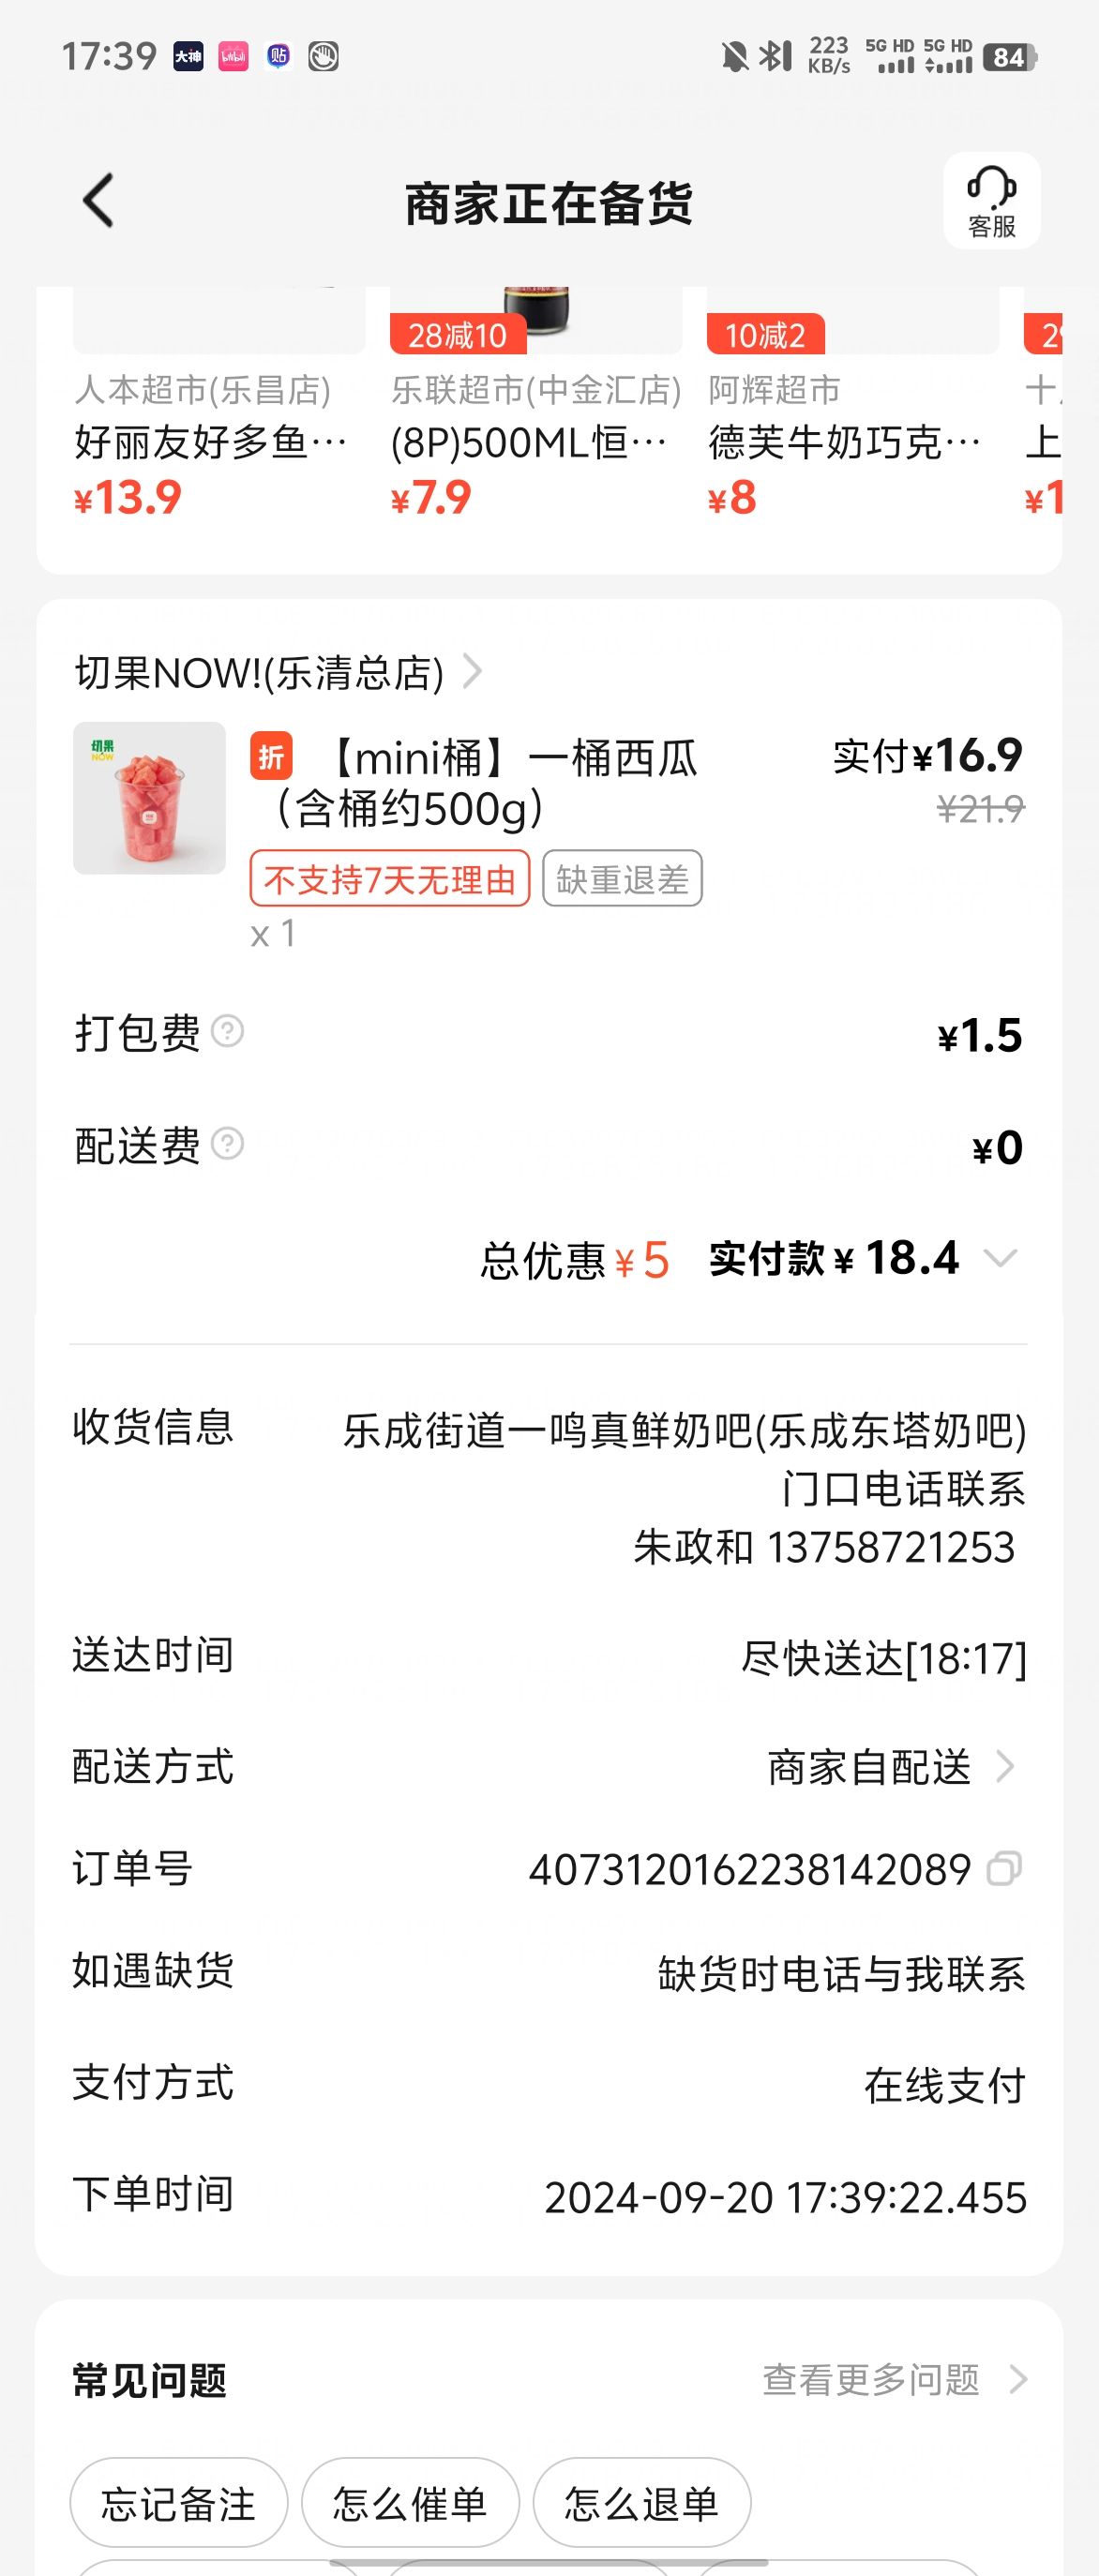 17:39 大神 bilibili 贴 223 KB/s 5G HD 5G HD 84
商家正在备货
客服
28减10 10减2
人本超市(乐昌店) 乐联超市(中金汇店) 阿辉超市
好丽友好多鱼… (8P)500ML恒… 德芙牛奶巧克… 上
¥13.9 ¥7.9 ¥8 ¥1
切果NOW!(乐清总店)
切果
NOW
折 【mini桶】一桶西瓜 实付¥16.9
（含桶约500g） ¥21.9
不支持7天无理由 缺重退差
x 1
打包费 ? ¥1.5
配送费 ? ¥0
总优惠 ¥5 实付款 ¥ 18.4
收货信息 乐成街道一鸣真鲜奶吧(乐成东塔奶吧)
门口电话联系
朱政和 13758721253
送达时间 尽快送达[18:17]
配送方式 商家自配送
订单号 4073120162238142089
如遇缺货 缺货时电话与我联系
支付方式 在线支付
下单时间 2024-09-20 17:39:22.455
常见问题 查看更多问题
忘记备注 怎么催单 怎么退单